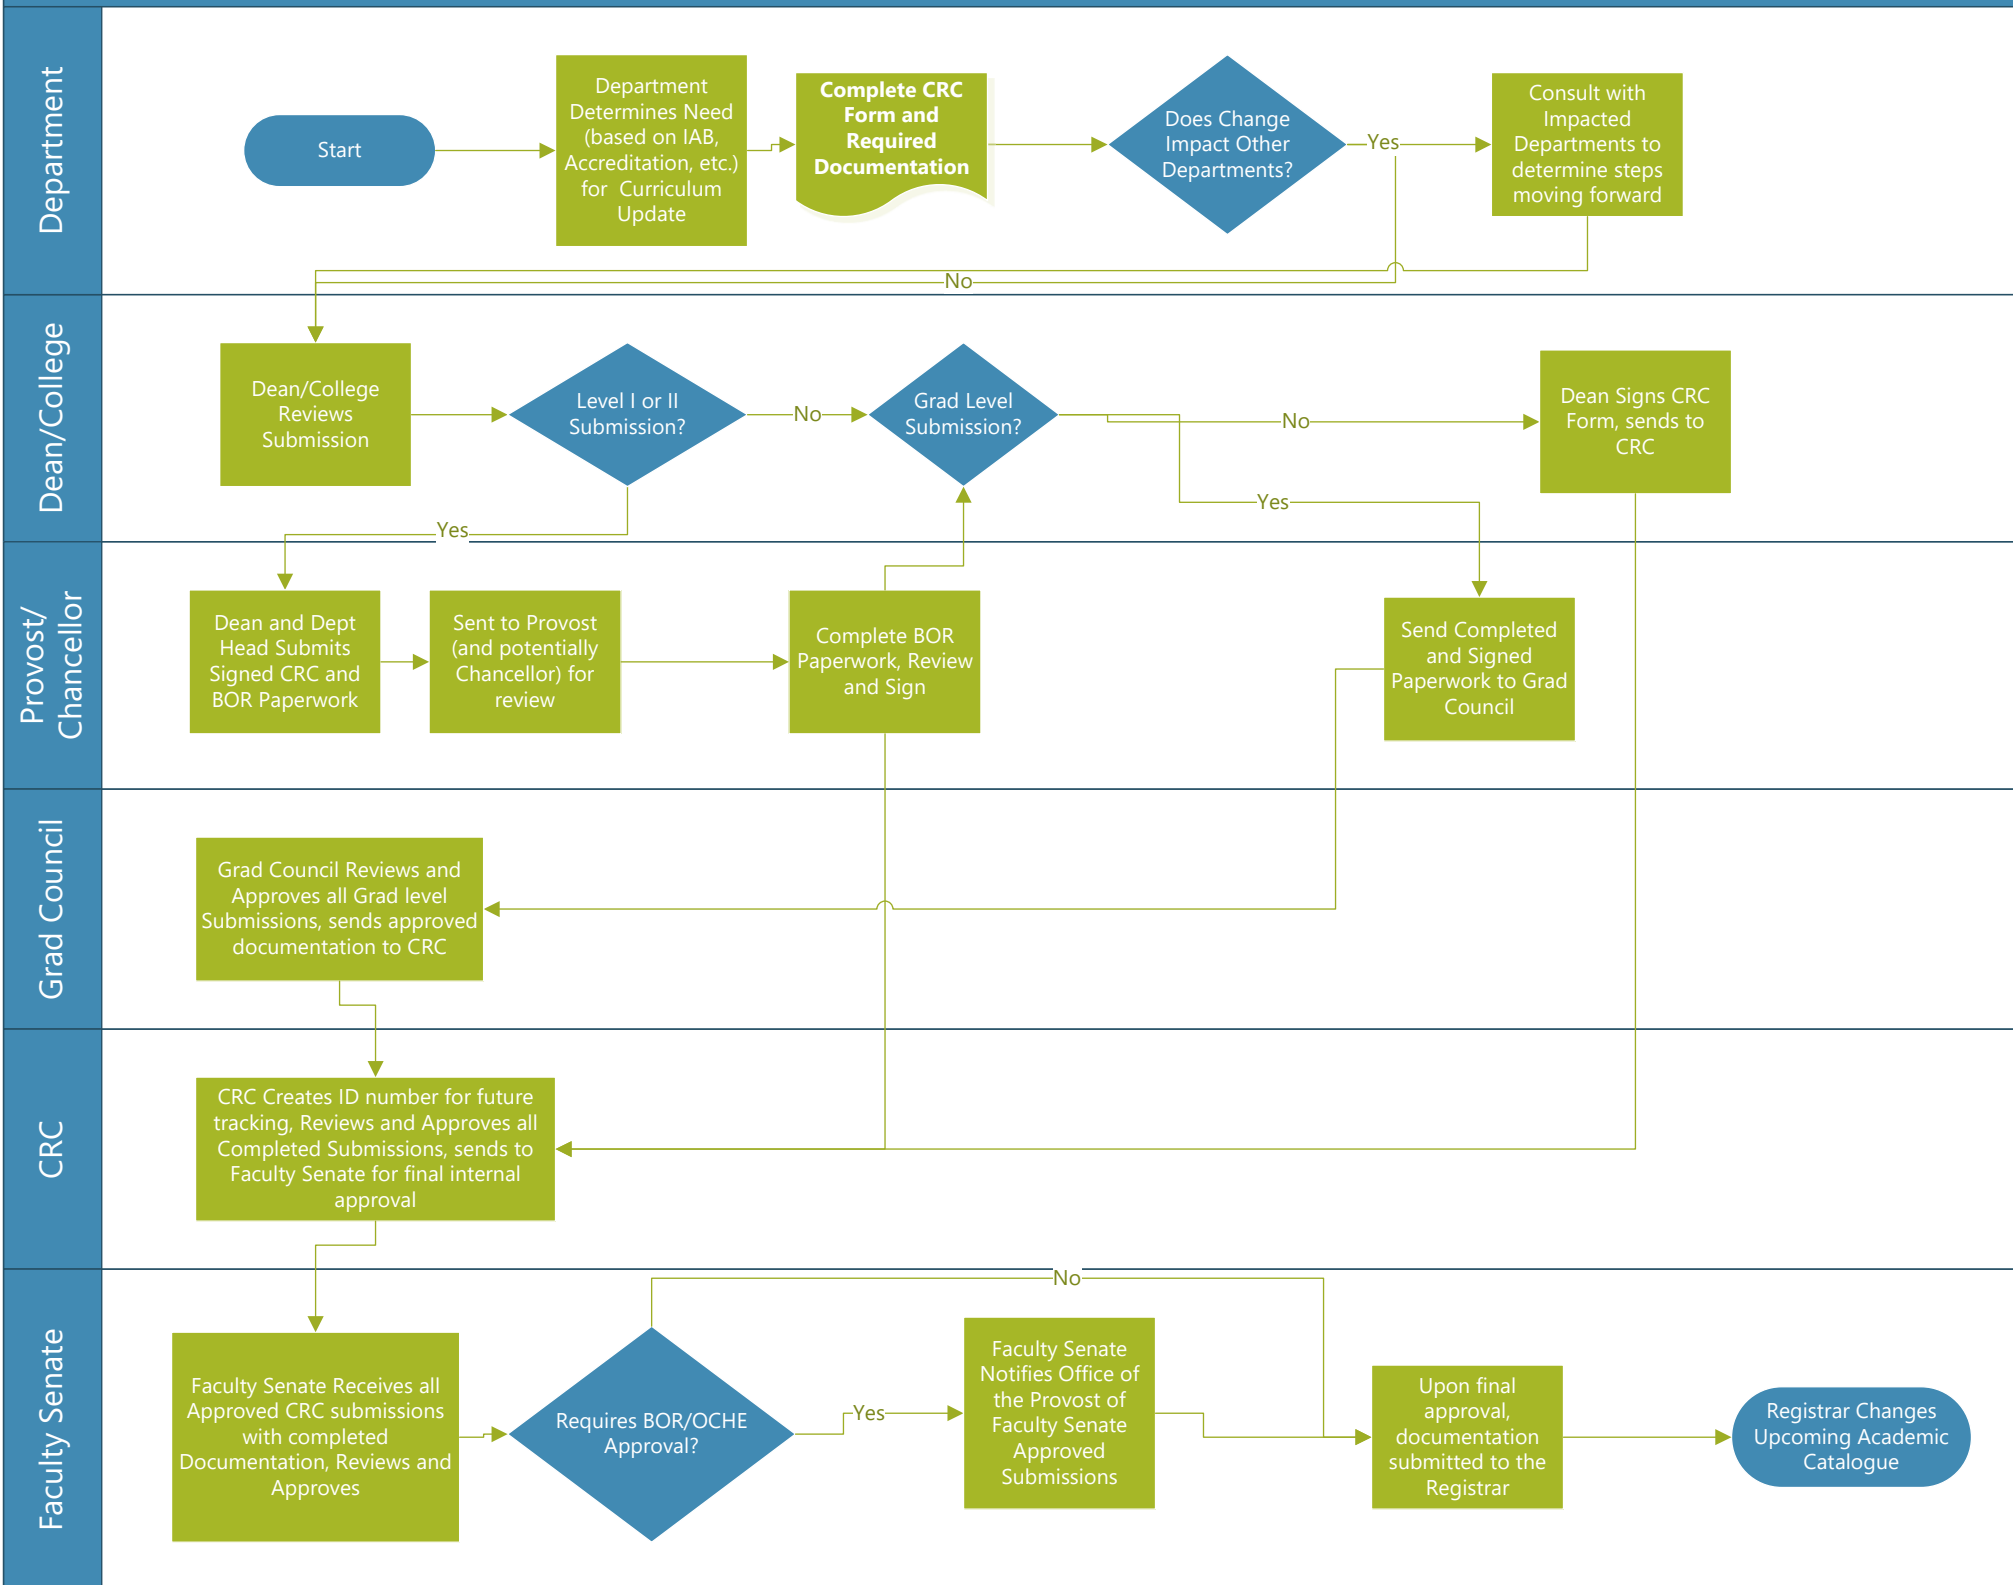 Department
Start
Department
Determines Need
(based on IAB,
Accreditation, etc.)
for Curriculum
Update
Complete CRC
Form and
Required
Documentation
Does Change
Impact Other
Departments?
Yes
Consult with
Impacted
Departments to
determine steps
moving forward
No
Dean/College
Dean/College
Reviews
Submission
Level I or II
Submission?
No
Grad Level
Submission?
No
Dean Signs CRC
Form, sends to
CRC
Yes
Yes
Provost/
Chancellor
Dean and Dept
Head Submits
Signed CRC and
BOR Paperwork
Sent to Provost
(and potentially
Chancellor) for
review
Complete BOR
Paperwork, Review
and Sign
Send Completed
and Signed
Paperwork to Grad
Council
Grad Council
Grad Council Reviews and
Approves all Grad level
Submissions, sends approved
documentation to CRC
CRC
CRC Creates ID number for future
tracking, Reviews and Approves all
Completed Submissions, sends to
Faculty Senate for final internal
approval
Faculty Senate
No
Faculty Senate Receives all
Approved CRC submissions
with completed
Documentation, Reviews and
Approves
Requires BOR/OCHE
Approval?
Yes
Faculty Senate
Notifies Office of
the Provost of
Faculty Senate
Approved
Submissions
Upon final
approval,
documentation
submitted to the
Registrar
Registrar Changes
Upcoming Academic
Catalogue